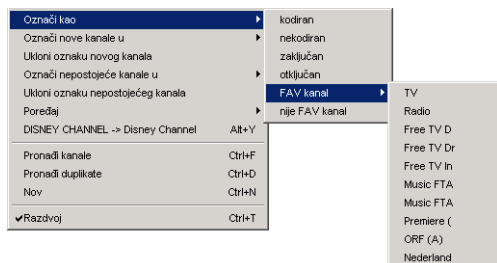 Označi kao
Označi nove kanale u
Ukloni oznaku novog kanala
Označi nepostojeće kanale u
Ukloni oznaku nepostojećeg kanala
Poređaj
DISNEY CHANNEL -> Disney Channel Alt+Y
Pronađi kanale Ctrl+F
Pronađi duplikate Ctrl+D
Nov Ctrl+N
Razdvoj Ctrl+T
kodiran
nekodiran
zaključan
otključan
FAV kanal
nije FAV kanal
TV
Radio
Free TV D
Free TV Dr
Free TV In
Music FTA
Music FTA
Premiere (
ORF (A)
Nederland